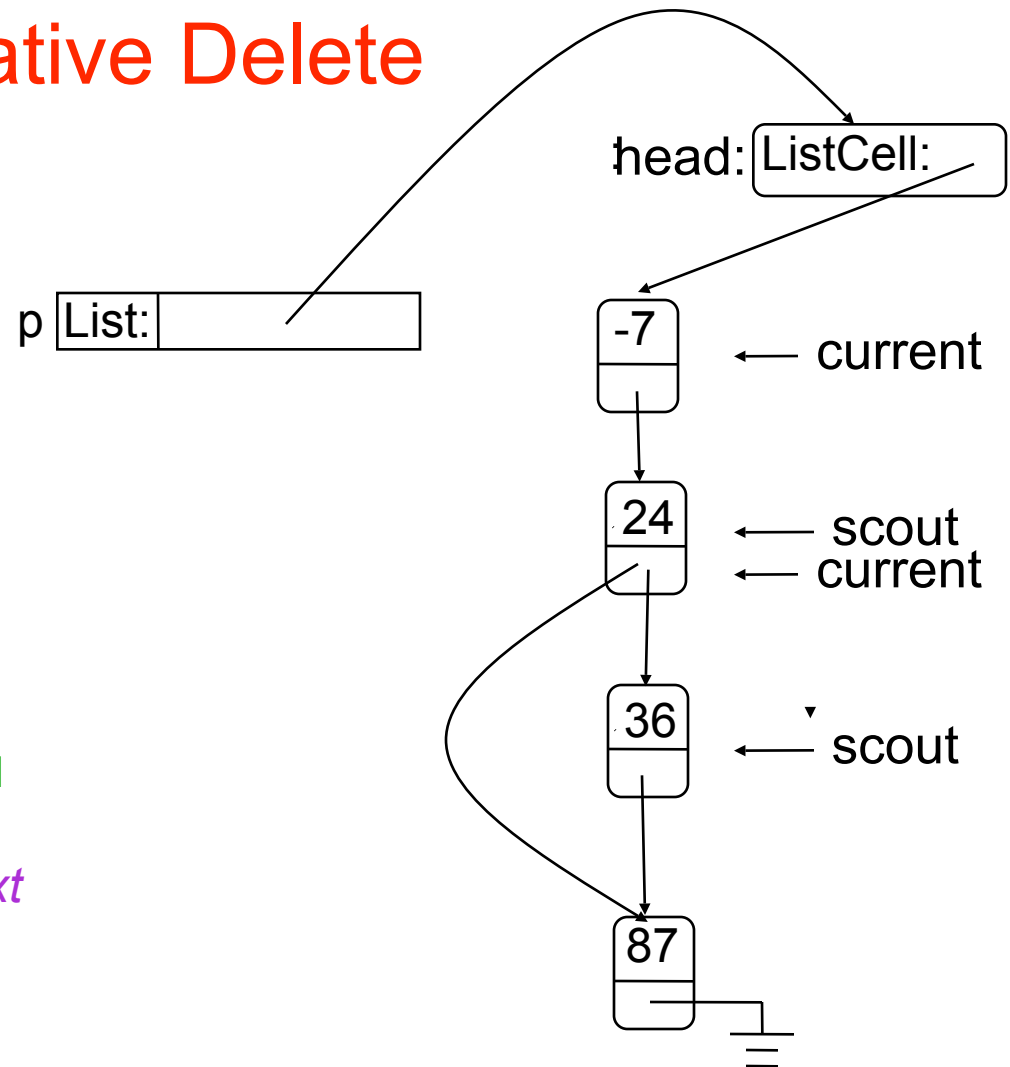 ative Delete
head: ListCell:
p List:
-7
current
24
scout
current
36
scout
xt
87